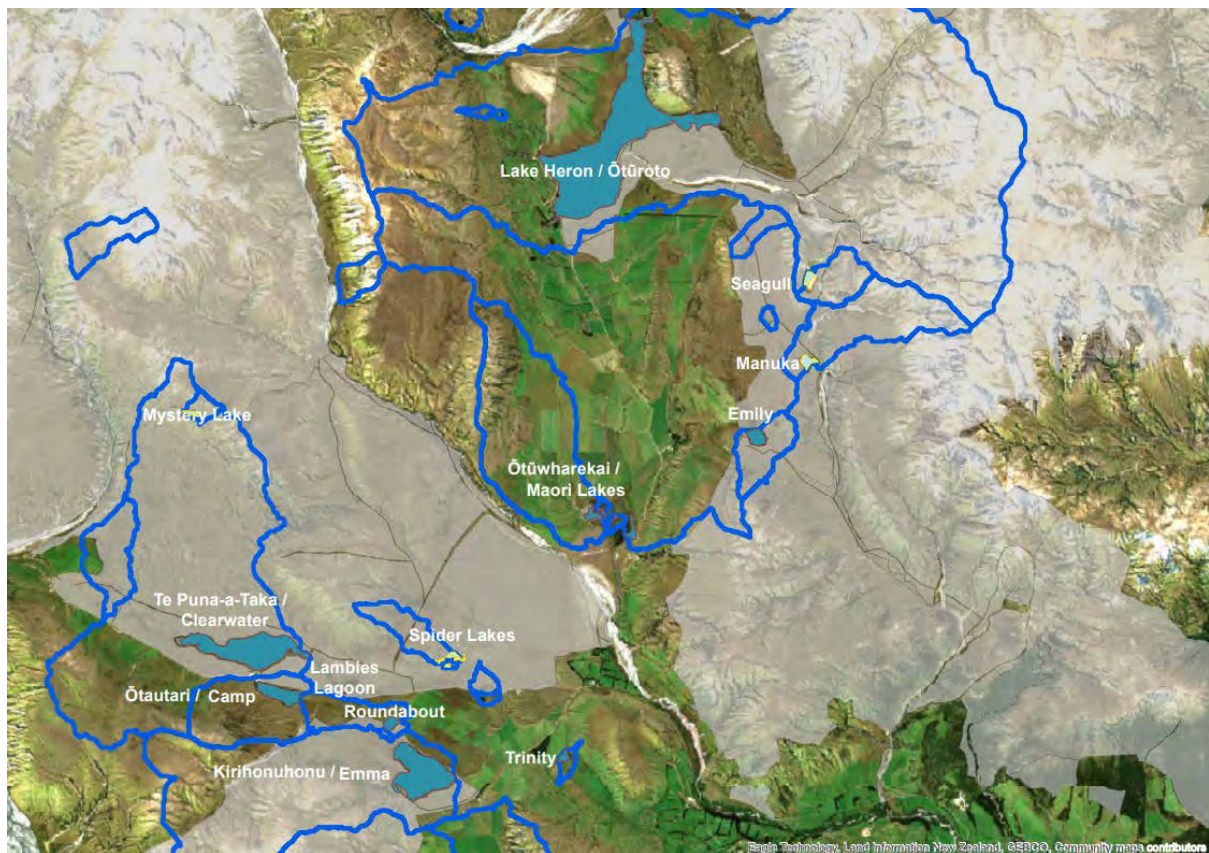 Lake Heron / Ōtūroto
Seagull
Manuka
Mystery Lake
Emily
Ōtūwharekai /
Maori Lakes
Te Puna-a-Taka /
Clearwater
Spider Lakes
Lambies
Lagoon
Ōtautari / Camp
Roundabout
Kirihonuhonu / Emma
Trinity
Eagle Technology, Land Information New Zealand, GEBCO, Community maps contributors